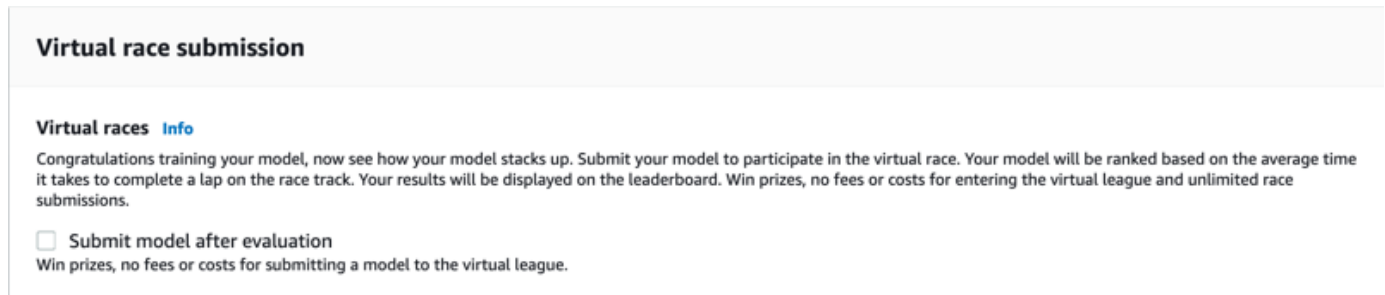 Virtual race submission
Virtual races Info
Congratulations training your model, now see how your model stacks up. Submit your model to participate in the virtual race. Your model will be ranked based on the average time
it takes to complete a lap on the race track. Your results will be displayed on the leaderboard. Win prizes, no fees or costs for entering the virtual league and unlimited race
submissions.
Submit model after evaluation
Win prizes, no fees or costs for submitting a model to the virtual league.